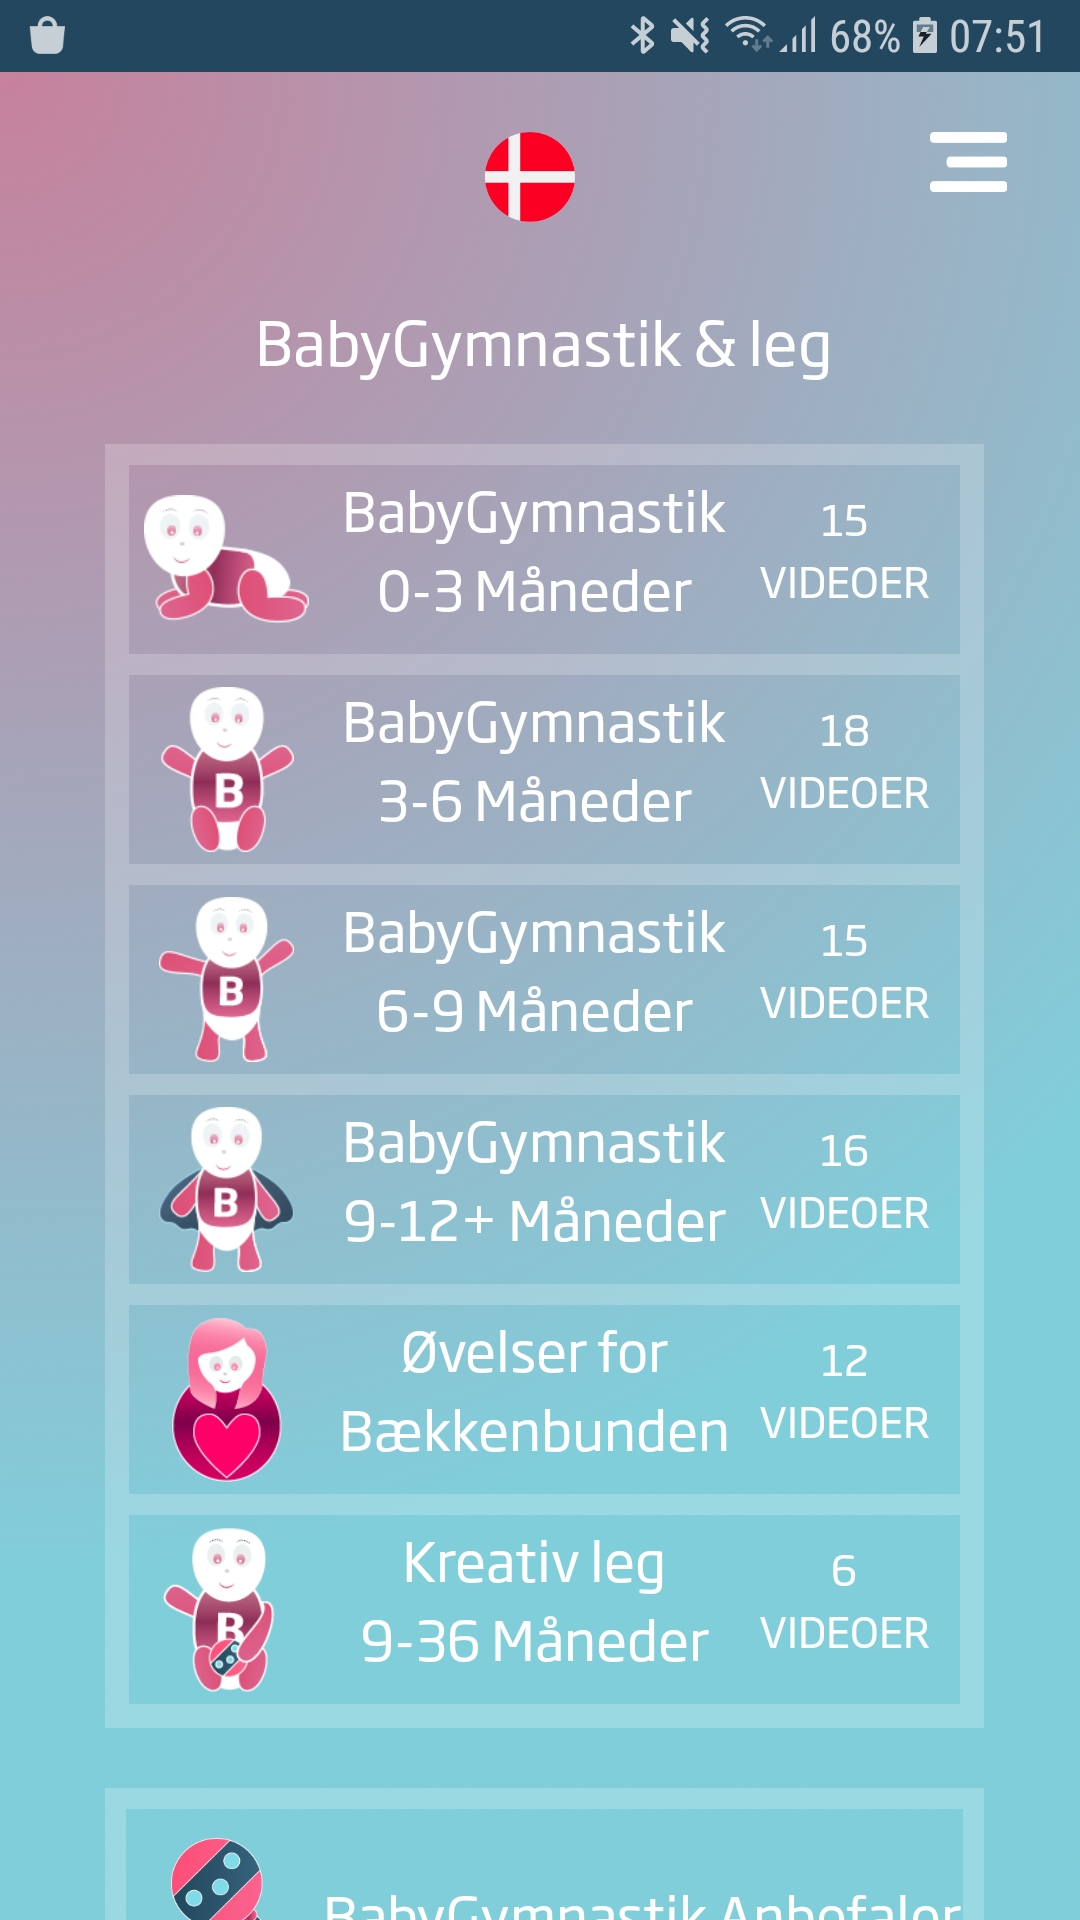 68% 07:51
BabyGymnastik & leg
BabyGymnastik
0-3 Måneder
15
VIDEOER
BabyGymnastik
3-6 Måneder
18
VIDEOER
B
BabyGymnastik
6-9 Måneder
15
VIDEOER
B
BabyGymnastik
9-12+ Måneder
16
VIDEOER
B
Øvelser for
Bækkenbunden
12
VIDEOER
Kreativ leg
9-36 Måneder
6
VIDEOER
B
BabyGymnastik Anbefaler